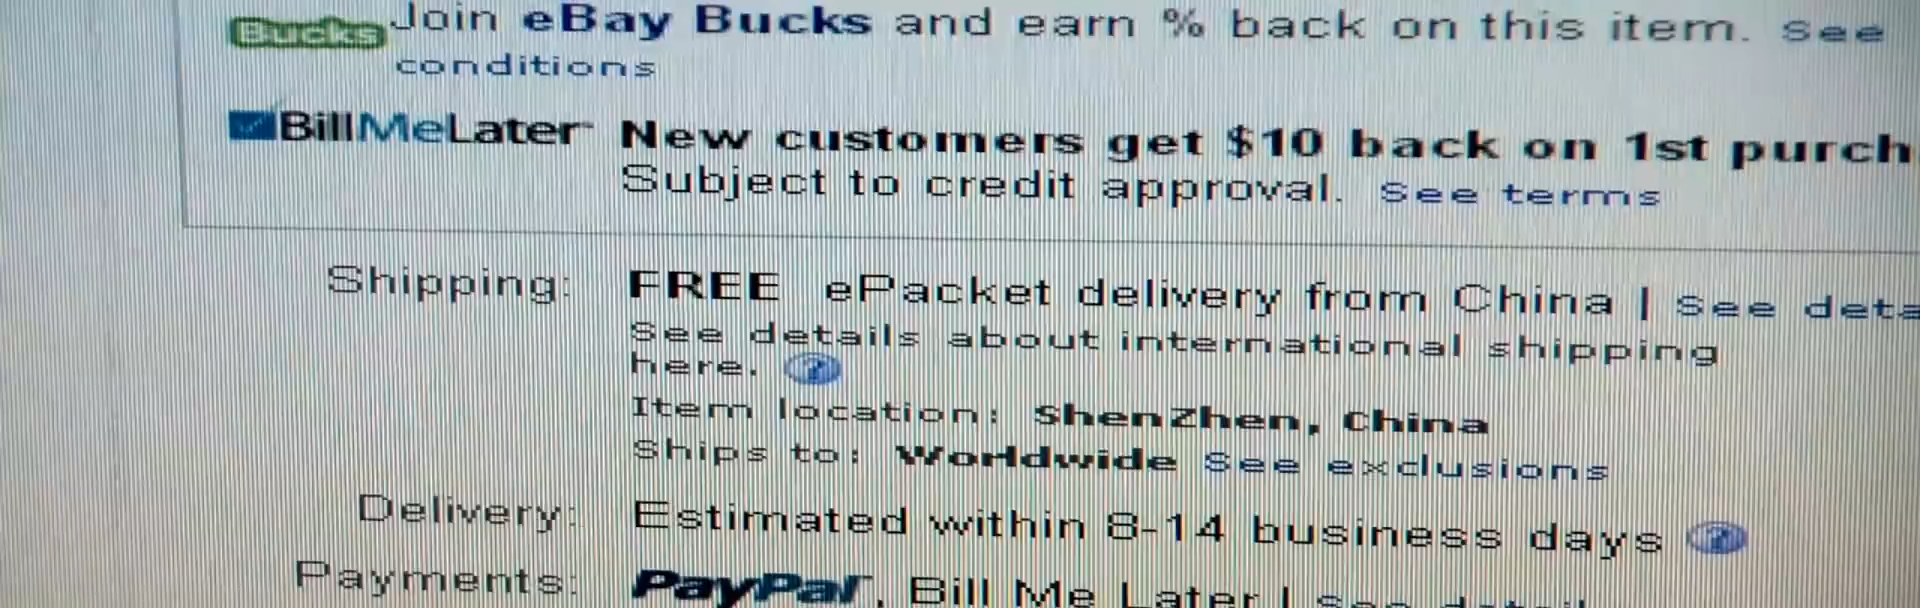 Bucks Join eBay Bucks and earn % back on this item. See
conditions
BillMeLater New customers get $10 back on 1st purch
Subject to credit approval. See terms
Shipping: FREE ePacket delivery from China | See deta
See details about international shipping
here. ?
Item location: ShenZhen, China
Ships to: Worldwide See exclusions
Delivery: Estimated within 8-14 business days ?
Payments: PayPal, Bill Me Later | See detail